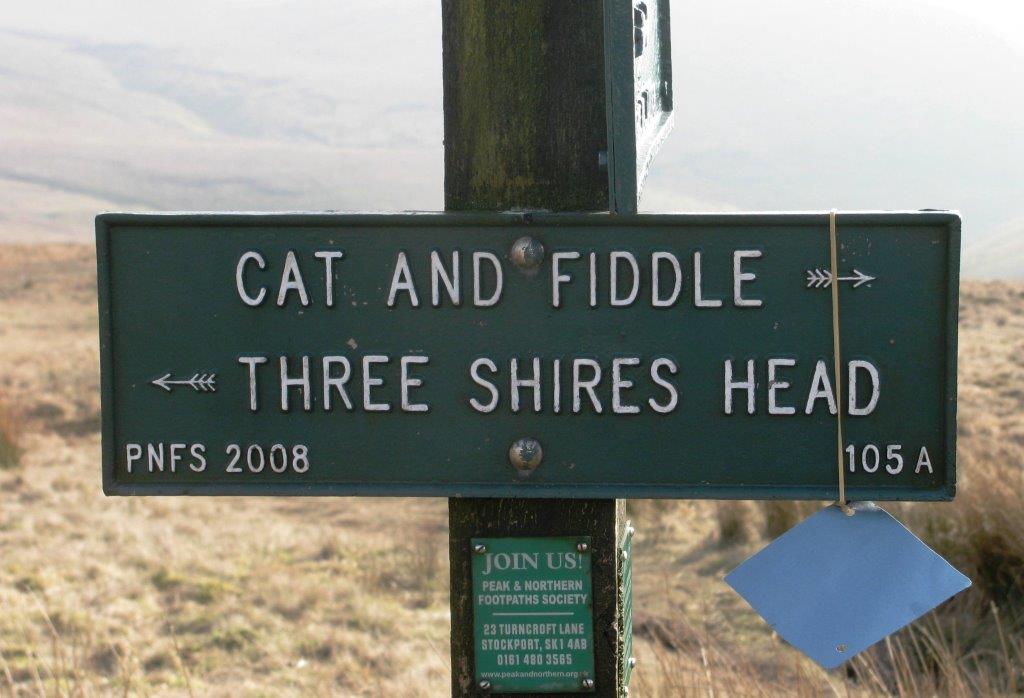 CAT AND FIDDLE
THREE SHIRES HEAD
PNFS 2008
105 A
JOIN US!
PEAK & NORTHERN
FOOTPATHS SOCIETY
23 TURNCROFT LANE
STOCKPORT, SK1 4AB
0161 480 3565
www.peakandnorthern.org.uk